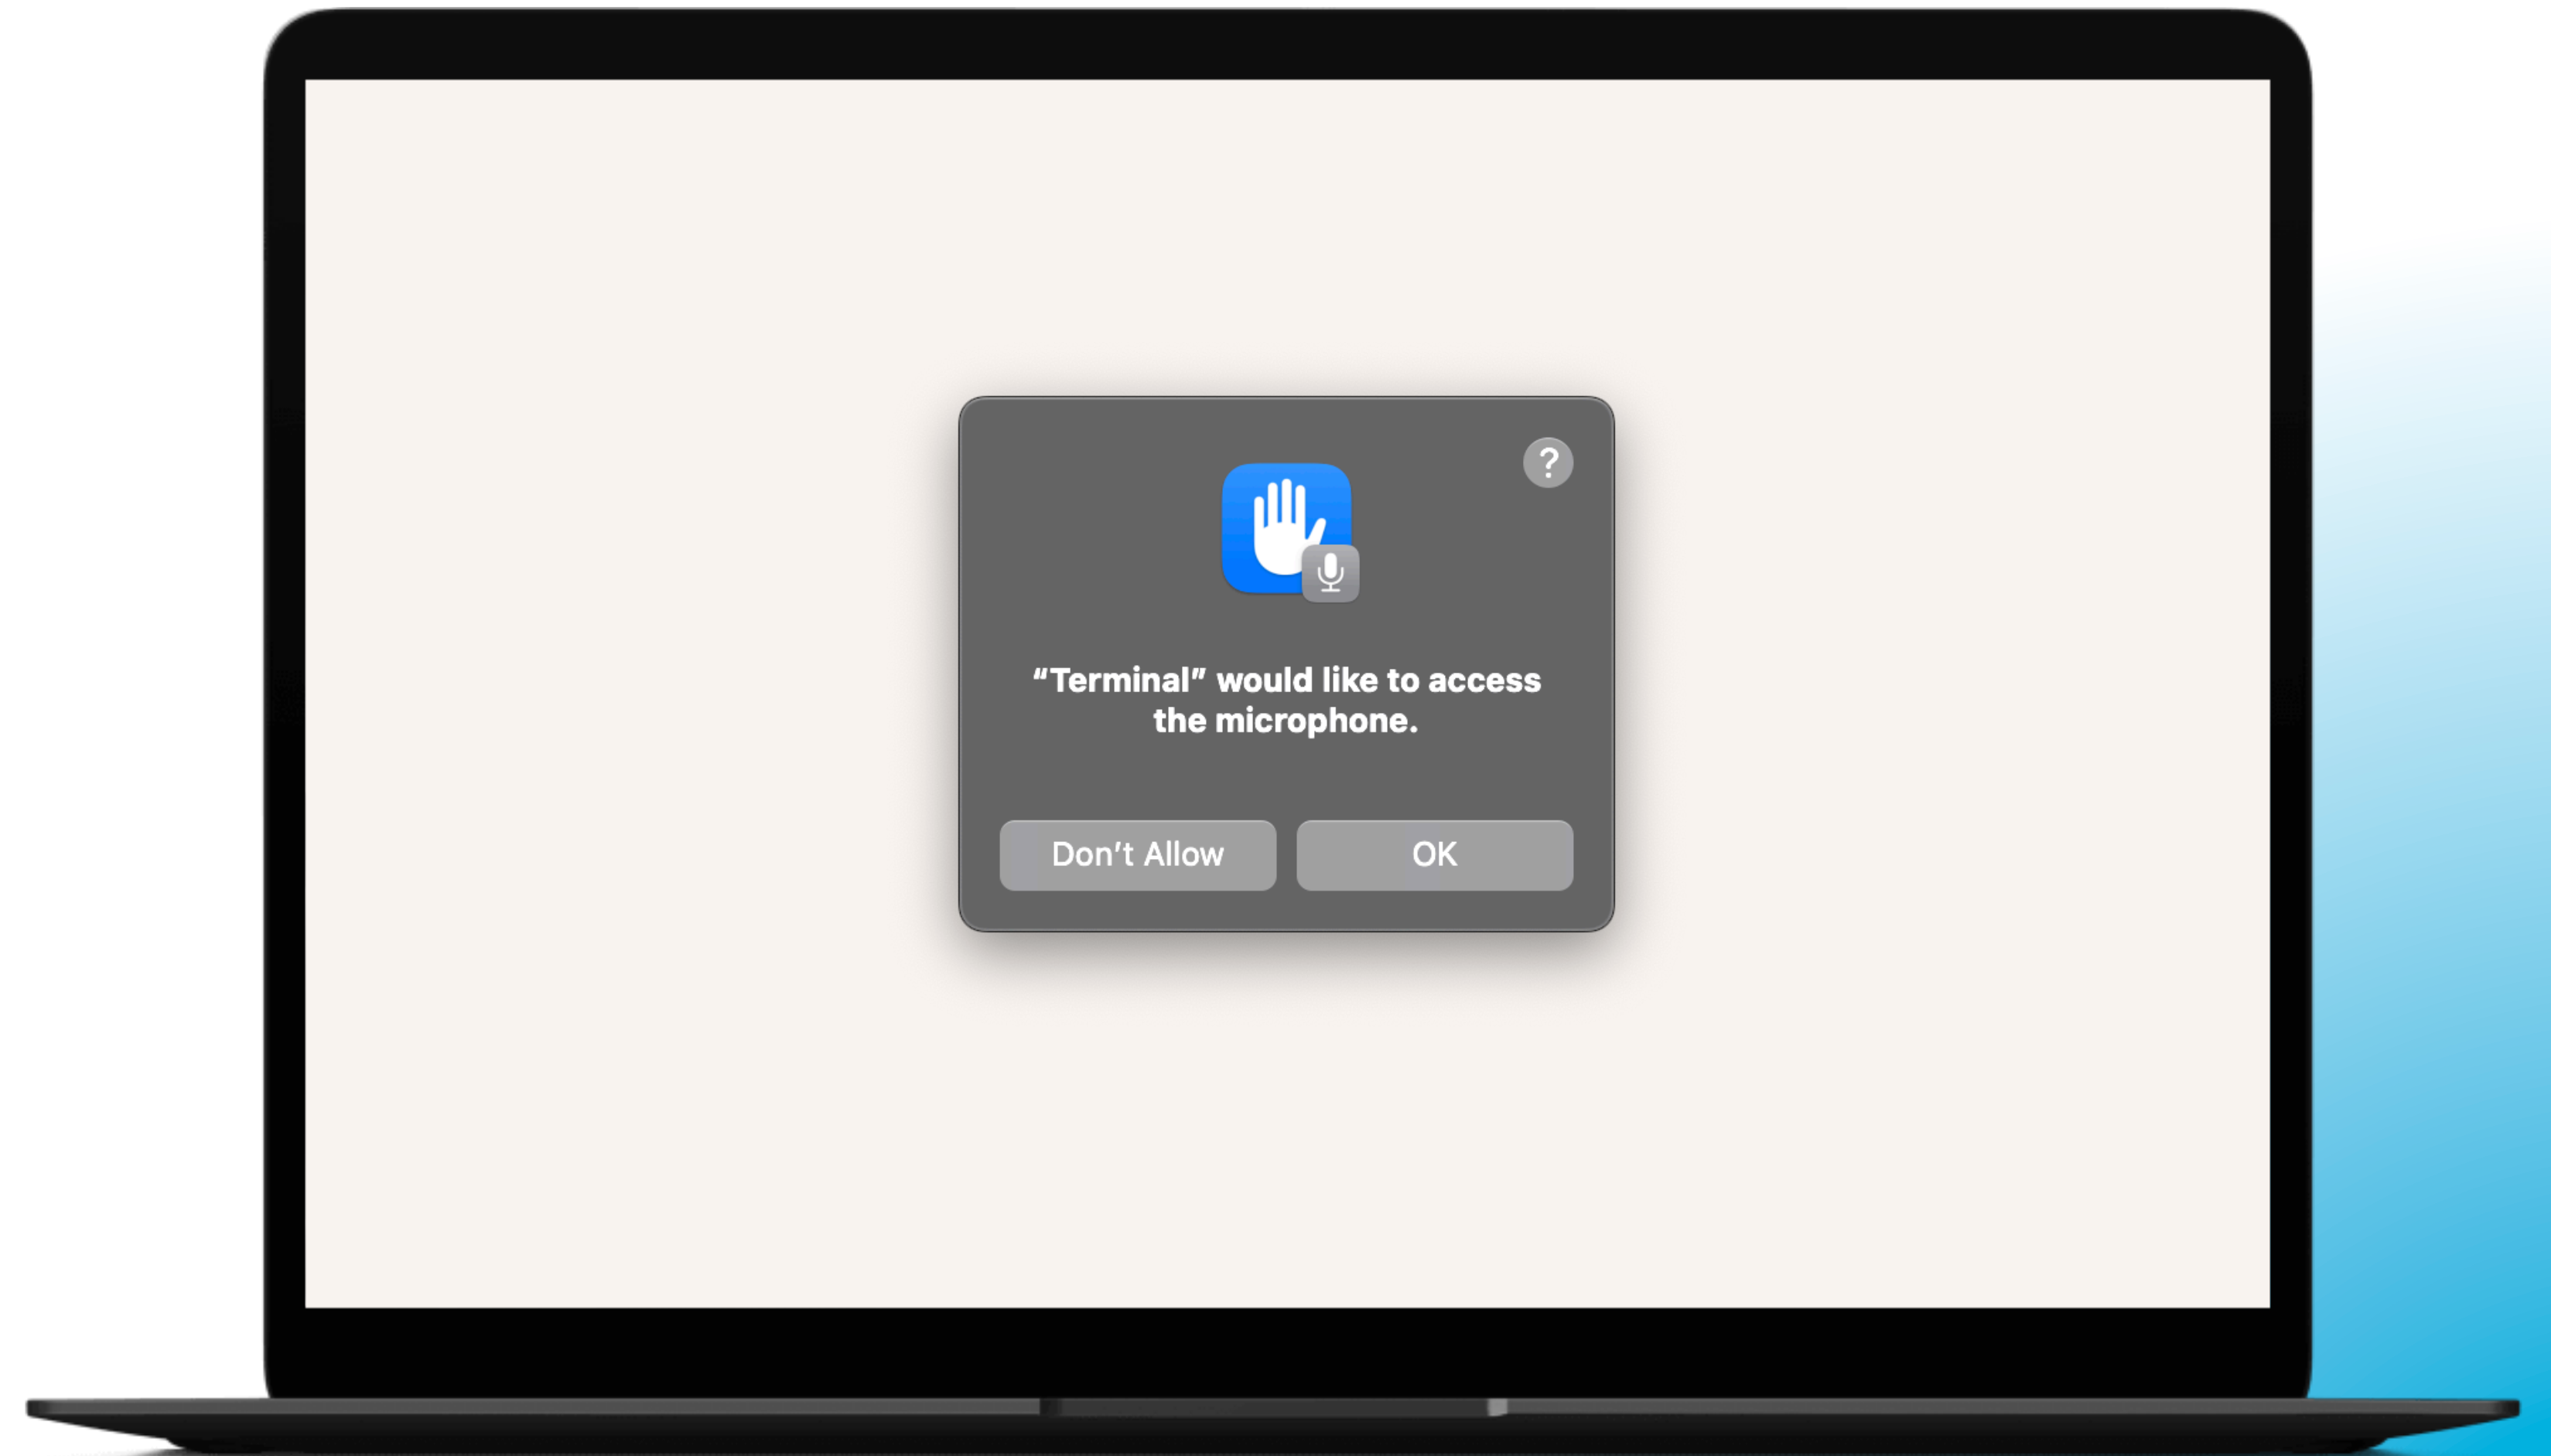 ?
“Terminal” would like to access
the microphone.
Don’t Allow
OK